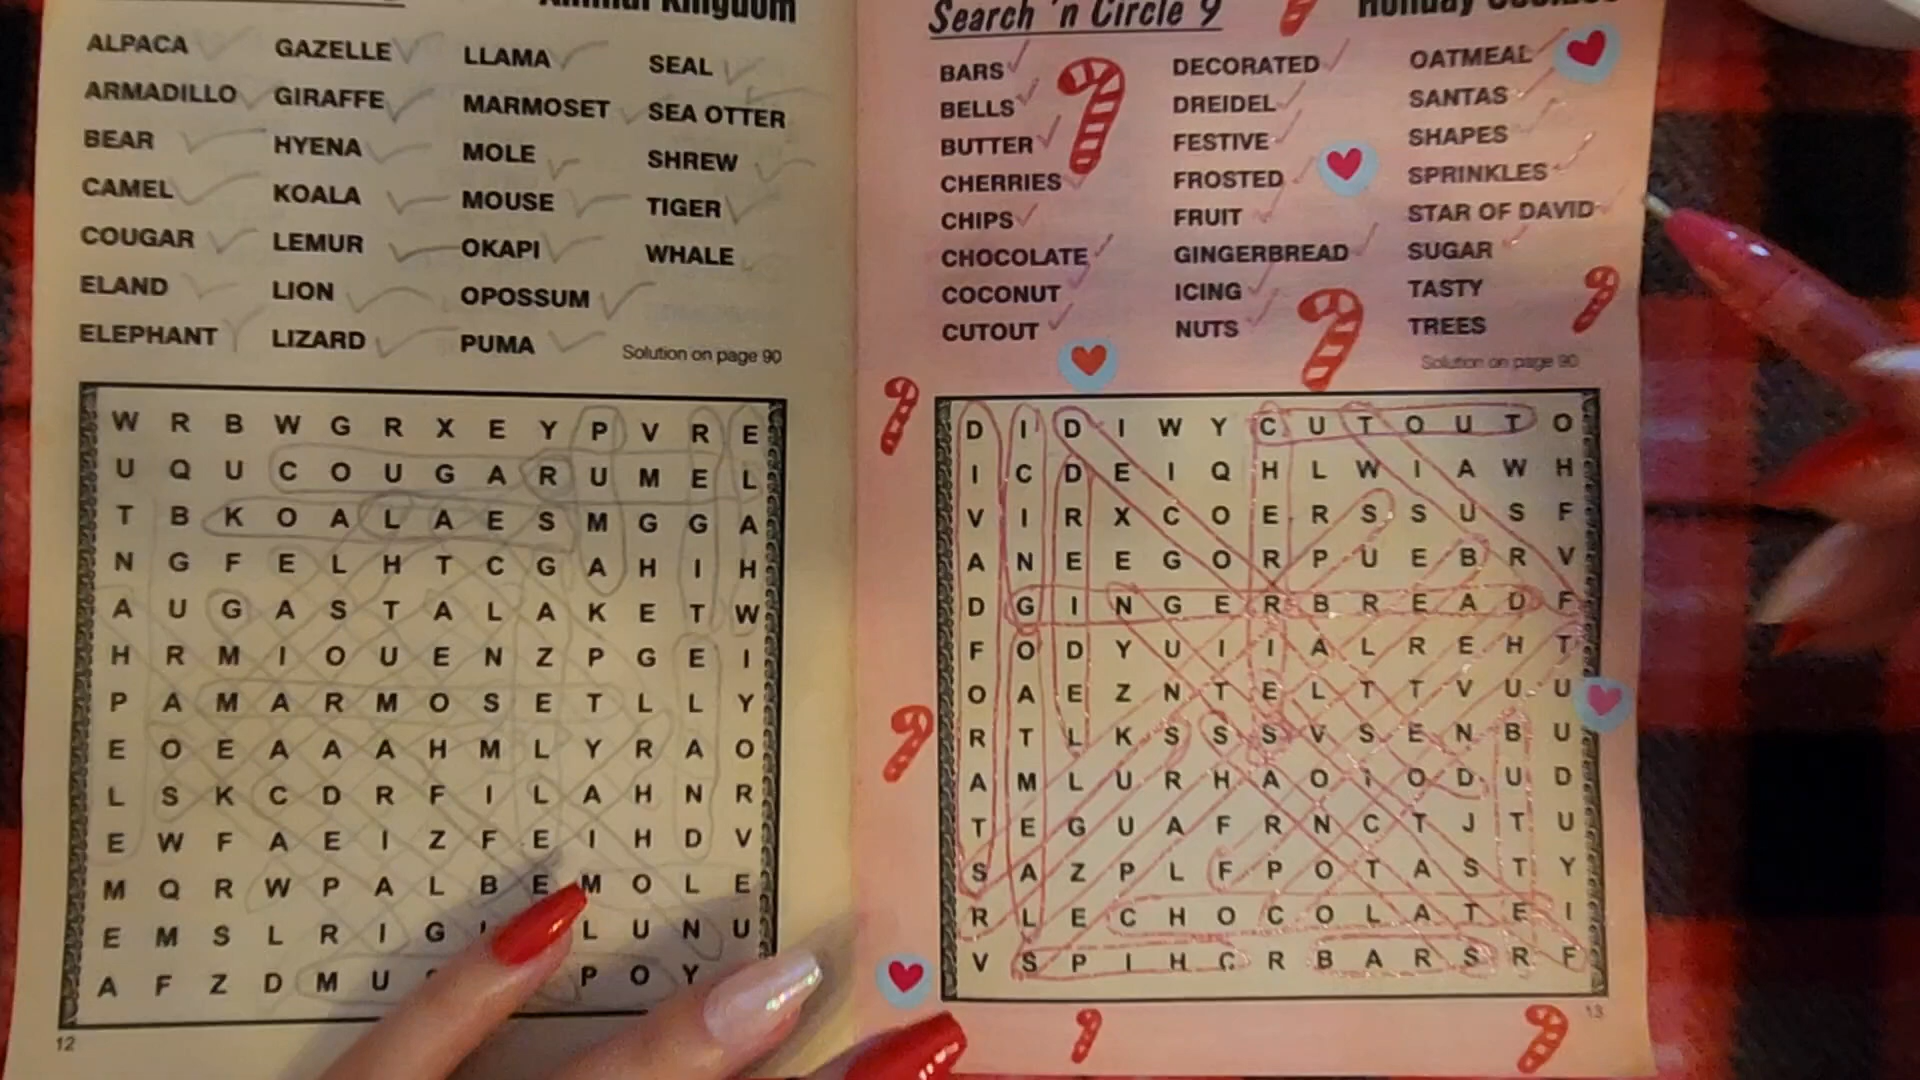 Search 'n Circle 9
ALPACA GAZELLE LLAMA SEAL
ARMADILLO GIRAFFE MARMOSET SEA OTTER
BEAR HYENA MOLE SHREW
CAMEL KOALA MOUSE TIGER
COUGAR LEMUR OKAPI WHALE
ELAND LION OPOSSUM
ELEPHANT LIZARD PUMA
Solution on page 90
W R B W G R X E Y P V R E
U Q U C O U G A R U M E L
T B K O A L A E S M G G A
N G F E L H T C G A H I H
A U G A S T A L A K E T W
H R M I O U E N Z P G E I
P A M A R M O S E T L L Y
E O E A A A H M L Y R A O
L S K C D R F I L A H N R
E W F A E I Z F E I H D V
M Q R W P A L B E M O L E
E M S L R I G L U N U
A F Z D M U P O Y
12
BARS DECORATED OATMEAL
BELLS DREIDEL SANTAS
BUTTER FESTIVE SHAPES
CHERRIES FROSTED SPRINKLES
CHIPS FRUIT STAR OF DAVID
CHOCOLATE GINGERBREAD SUGAR
COCONUT ICING TASTY
CUTOUT NUTS TREES
Solution on page 90
D I D I W Y C U T O U T O
I C D E I Q H L W I A W H
V I R X C O E R S S U S F
A N E E G O R P U E B R V
D G I N G E R B R E A D F
F O D Y U I I A L R E H T
O A E Z N T E L T T V U U
R T L K S S S V S E N B U
A M L U R H A O I O D U D
T E G U A F R N C T J T U
S A Z P L F P O T A S T Y
R L E C H O C O L A T E I
V S P I H C R B A R S R F
13